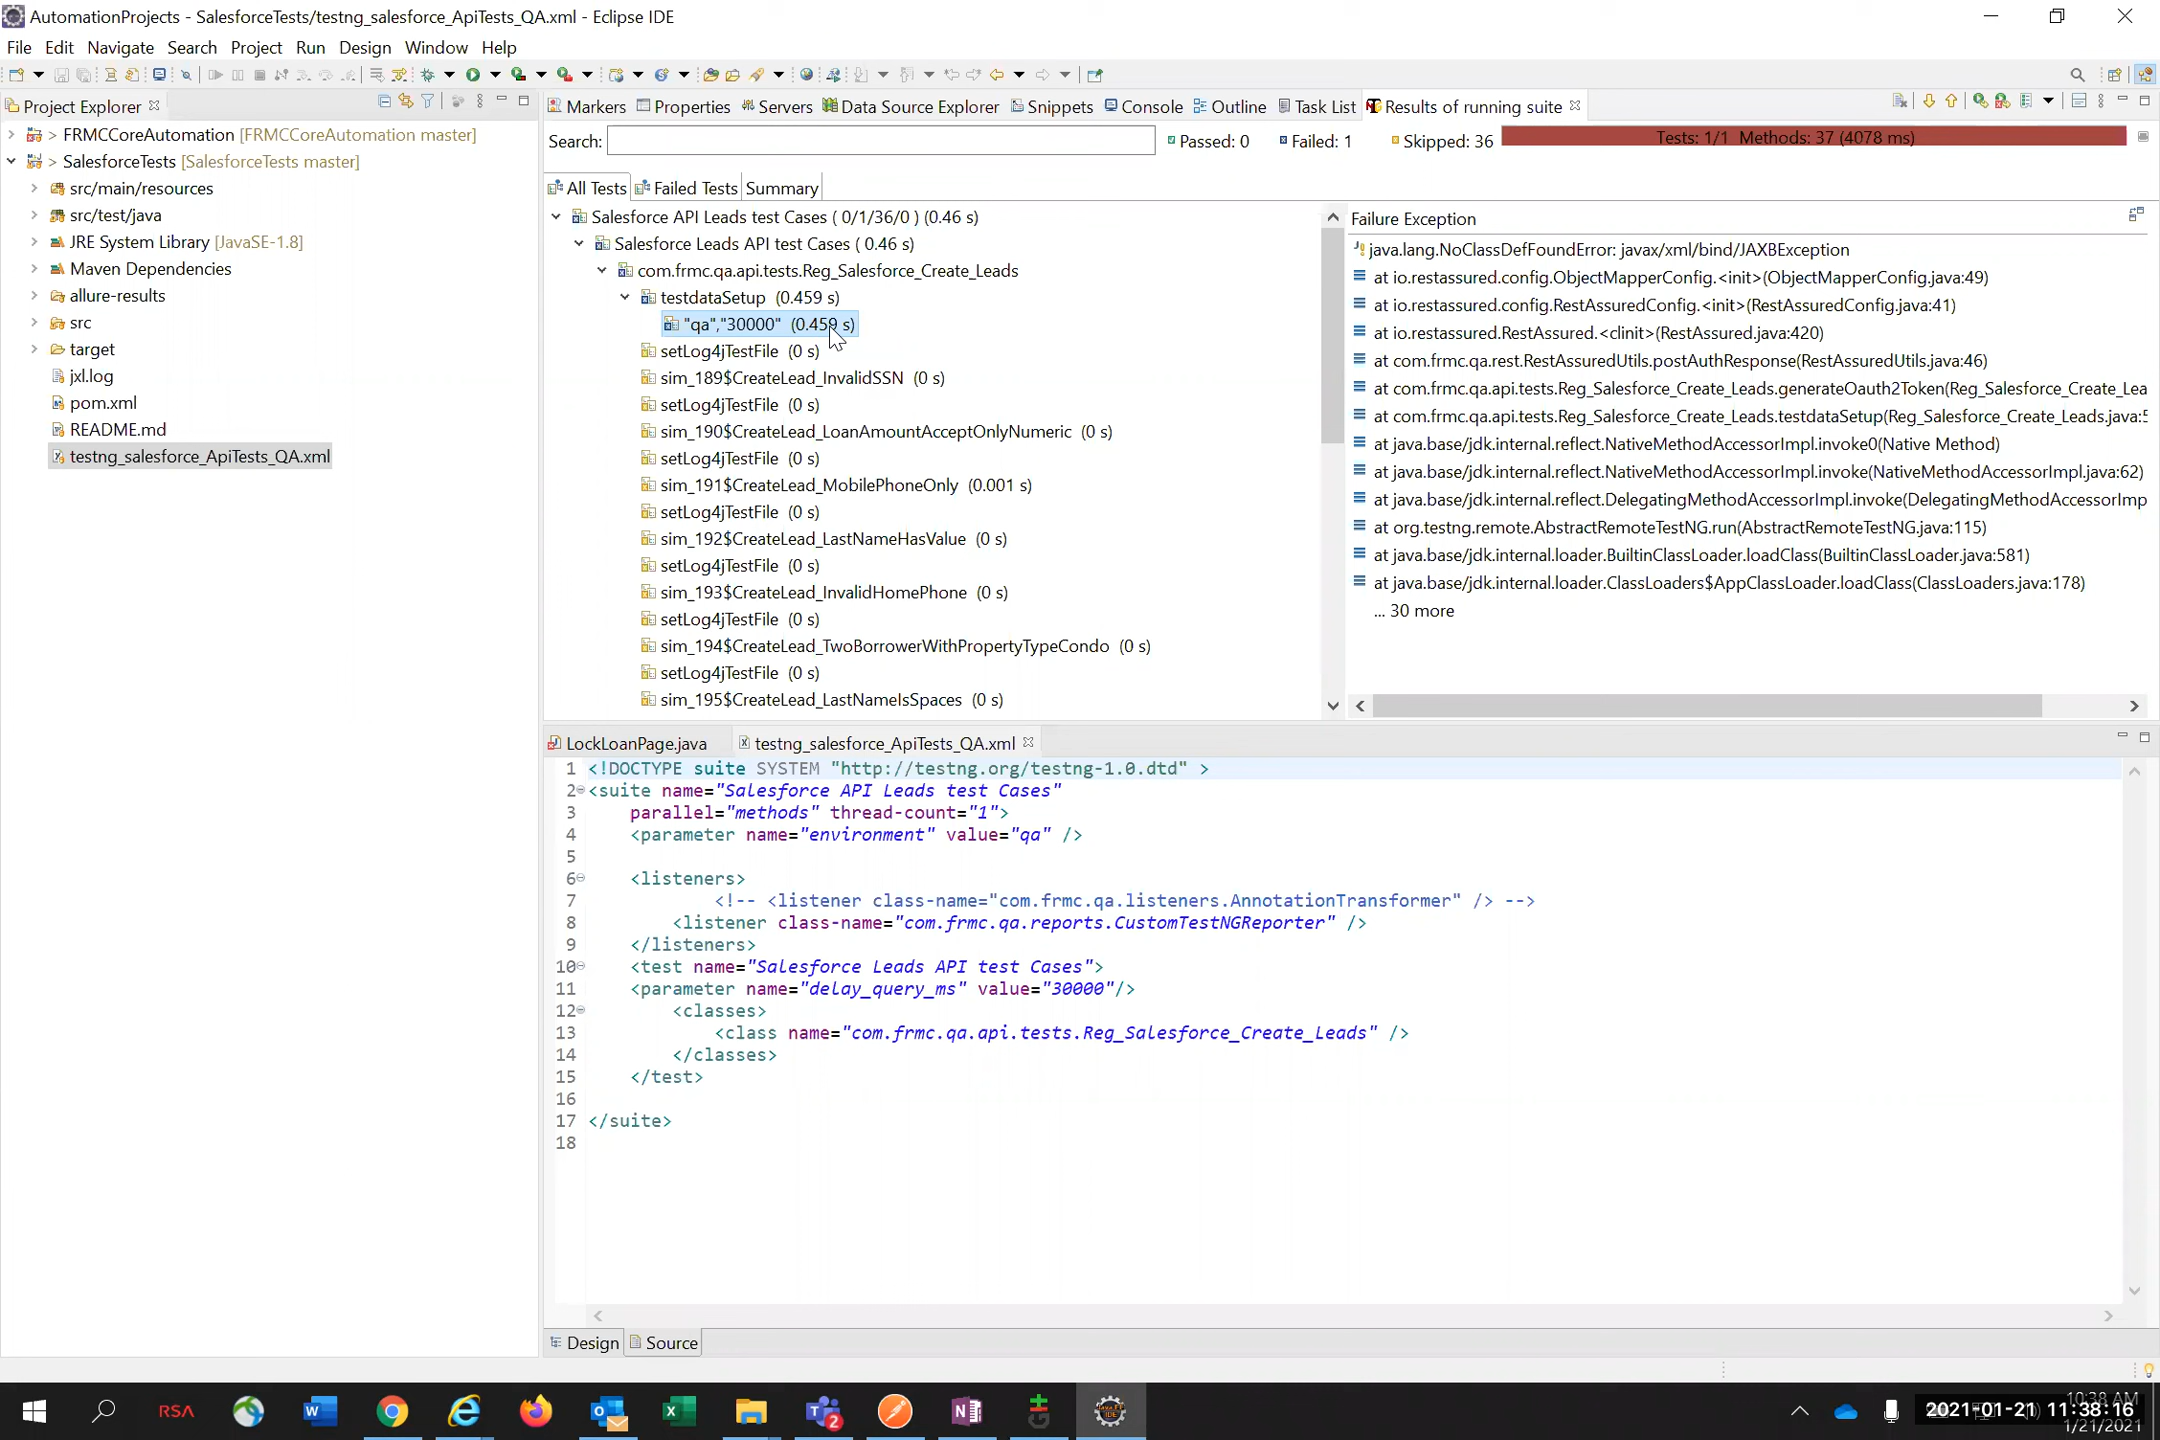 AutomationProjects - SalesforceTests/testng_salesforce_ApiTests_QA.xml - Eclipse IDE
File Edit Navigate Search Project Run Design Window Help
Project Explorer
> FRMCCoreAutomation [FRMCCoreAutomation master]
> SalesforceTests [SalesforceTests master]
src/main/resources
src/test/java
JRE System Library [JavaSE-1.8]
Maven Dependencies
allure-results
src
target
jxl.log
pom.xml
README.md
testng_salesforce_ApiTests_QA.xml
Markers Properties Servers Data Source Explorer Snippets Console Outline Task List Results of running suite
Search: Passed: 0 Failed: 1 Skipped: 36 Tests: 1/1 Methods: 37 (4078 ms)
All Tests Failed Tests Summary
Salesforce API Leads test Cases ( 0/1/36/0 ) (0.46 s)
Salesforce Leads API test Cases ( 0.46 s)
com.frmc.qa.api.tests.Reg_Salesforce_Create_Leads
testdataSetup (0.459 s)
"qa","30000" (0.459 s)
setLog4jTestFile (0 s)
sim_189$CreateLead_InvalidSSN (0 s)
setLog4jTestFile (0 s)
sim_190$CreateLead_LoanAmountAcceptOnlyNumeric (0 s)
setLog4jTestFile (0 s)
sim_191$CreateLead_MobilePhoneOnly (0.001 s)
setLog4jTestFile (0 s)
sim_192$CreateLead_LastNameHasValue (0 s)
setLog4jTestFile (0 s)
sim_193$CreateLead_InvalidHomePhone (0 s)
setLog4jTestFile (0 s)
sim_194$CreateLead_TwoBorrowerWithPropertyTypeCondo (0 s)
setLog4jTestFile (0 s)
sim_195$CreateLead_LastNameIsSpaces (0 s)
Failure Exception
java.lang.NoClassDefFoundError: javax/xml/bind/JAXBException
at io.restassured.config.ObjectMapperConfig.<init>(ObjectMapperConfig.java:49)
at io.restassured.config.RestAssuredConfig.<init>(RestAssuredConfig.java:41)
at io.restassured.RestAssured.<clinit>(RestAssured.java:420)
at com.frmc.qa.rest.RestAssuredUtils.postAuthResponse(RestAssuredUtils.java:46)
at com.frmc.qa.api.tests.Reg_Salesforce_Create_Leads.generateOauth2Token(Reg_Salesforce_Create_Lea
at com.frmc.qa.api.tests.Reg_Salesforce_Create_Leads.testdataSetup(Reg_Salesforce_Create_Leads.java:5
at java.base/jdk.internal.reflect.NativeMethodAccessorImpl.invoke0(Native Method)
at java.base/jdk.internal.reflect.NativeMethodAccessorImpl.invoke(NativeMethodAccessorImpl.java:62)
at java.base/jdk.internal.reflect.DelegatingMethodAccessorImpl.invoke(DelegatingMethodAccessorImp
at org.testng.remote.AbstractRemoteTestNG.run(AbstractRemoteTestNG.java:115)
at java.base/jdk.internal.loader.BuiltinClassLoader.loadClass(BuiltinClassLoader.java:581)
at java.base/jdk.internal.loader.ClassLoaders$AppClassLoader.loadClass(ClassLoaders.java:178)
... 30 more
LockLoanPage.java testng_salesforce_ApiTests_QA.xml
1 <!DOCTYPE suite SYSTEM "http://testng.org/testng-1.0.dtd" >
2 <suite name="Salesforce API Leads test Cases"
3 parallel="methods" thread-count="1">
4 <parameter name="environment" value="qa" />
5
6 <listeners>
7 <!-- <listener class-name="com.frmc.qa.listeners.AnnotationTransformer" /> -->
8 <listener class-name="com.frmc.qa.reports.CustomTestNGReporter" />
9 </listeners>
10 <test name="Salesforce Leads API test Cases">
11 <parameter name="delay_query_ms" value="30000"/>
12 <classes>
13 <class name="com.frmc.qa.api.tests.Reg_Salesforce_Create_Leads" />
14 </classes>
15 </test>
16
17 </suite>
18
Design Source
RSA
10:38 AM
2021-01-21 11:38:16
1/21/2021